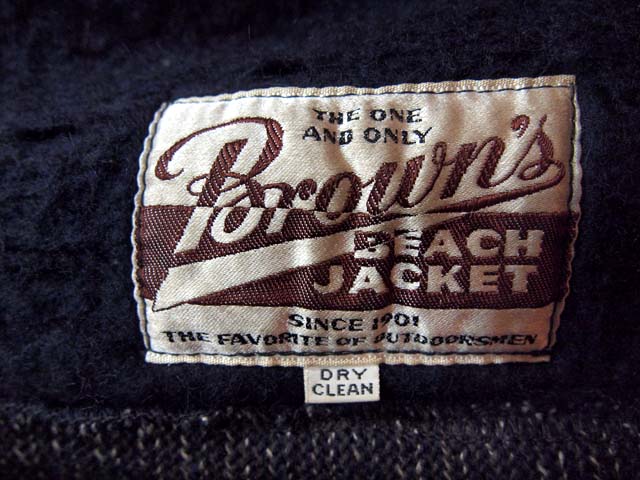 THE ONE
AND ONLY
Brown's
BEACH
JACKET
SINCE 1901
THE FAVORITE OF OUTDOORSMEN
DRY
CLEAN